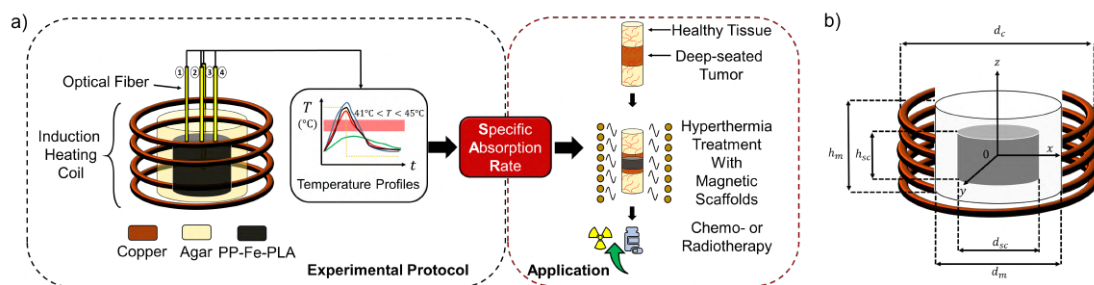 a)
Optical Fiber
1 2 3 4
Induction
Heating
Coil
Copper
Agar
PP-Fe-PLA
T
(°C)
41°C < T < 45°C
t
Temperature Profiles
Experimental Protocol
Specific
Absorption
Rate
Healthy Tissue
Deep-seated
Tumor
Hyperthermia
Treatment
With
Magnetic
Scaffolds
Chemo- or
Radiotherapy
Application
b)
d_c
z
h_m
h_sc
0
x
y
d_sc
d_m